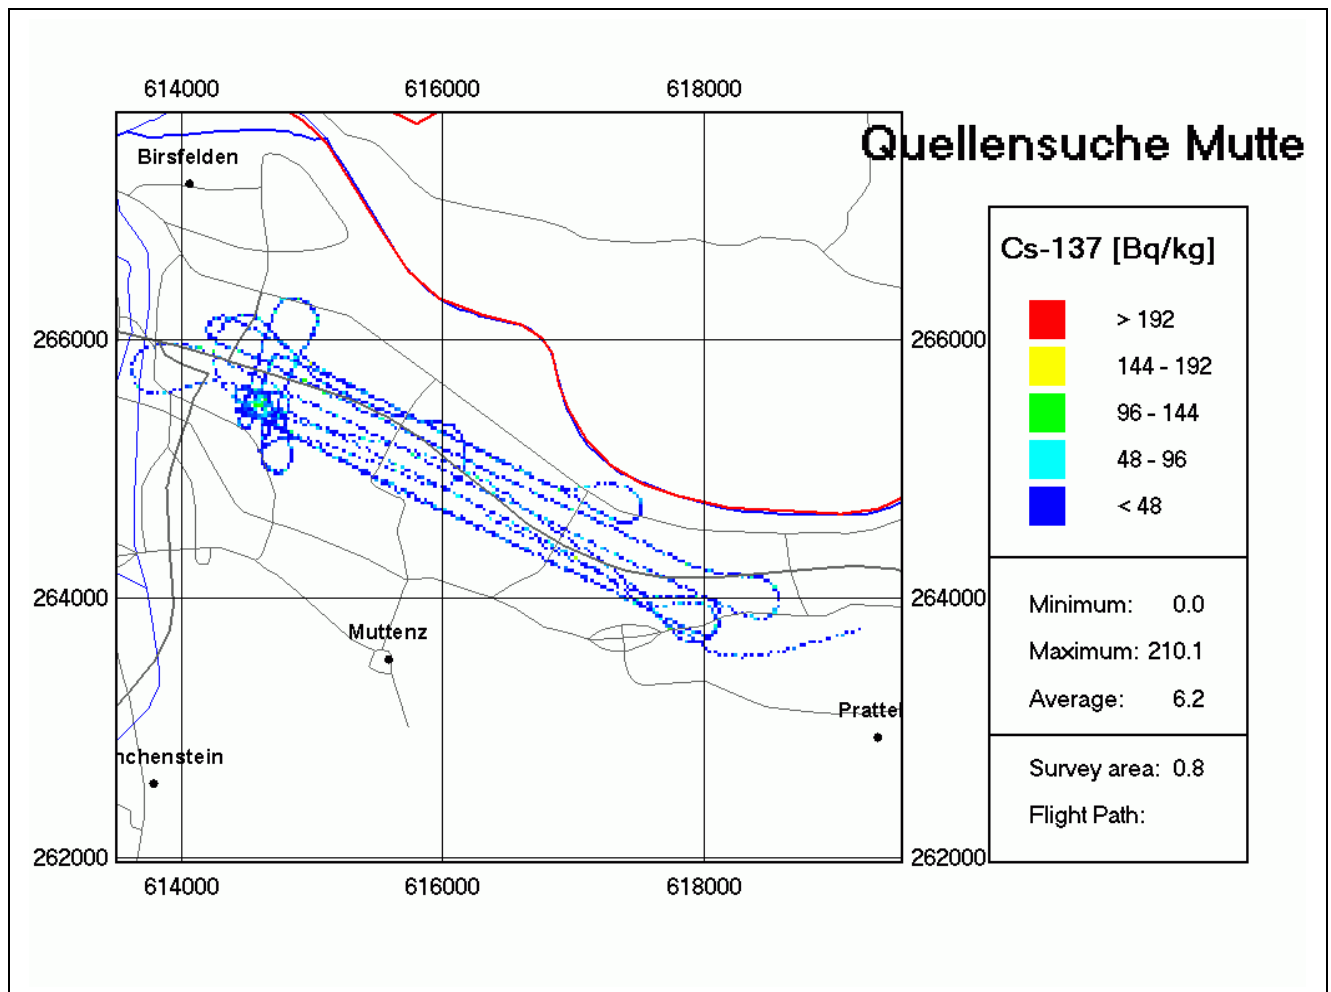 614000 616000 618000
Quellensuche Mutte
Birsfelden
Cs-137 [Bq/kg]
> 192
266000 266000
144 - 192
96 - 144
48 - 96
< 48
264000 264000
Minimum: 0.0
Muttenz
Maximum: 210.1
Average: 6.2
Prattel
nchenstein
Survey area: 0.8
Flight Path:
262000 262000
614000 616000 618000